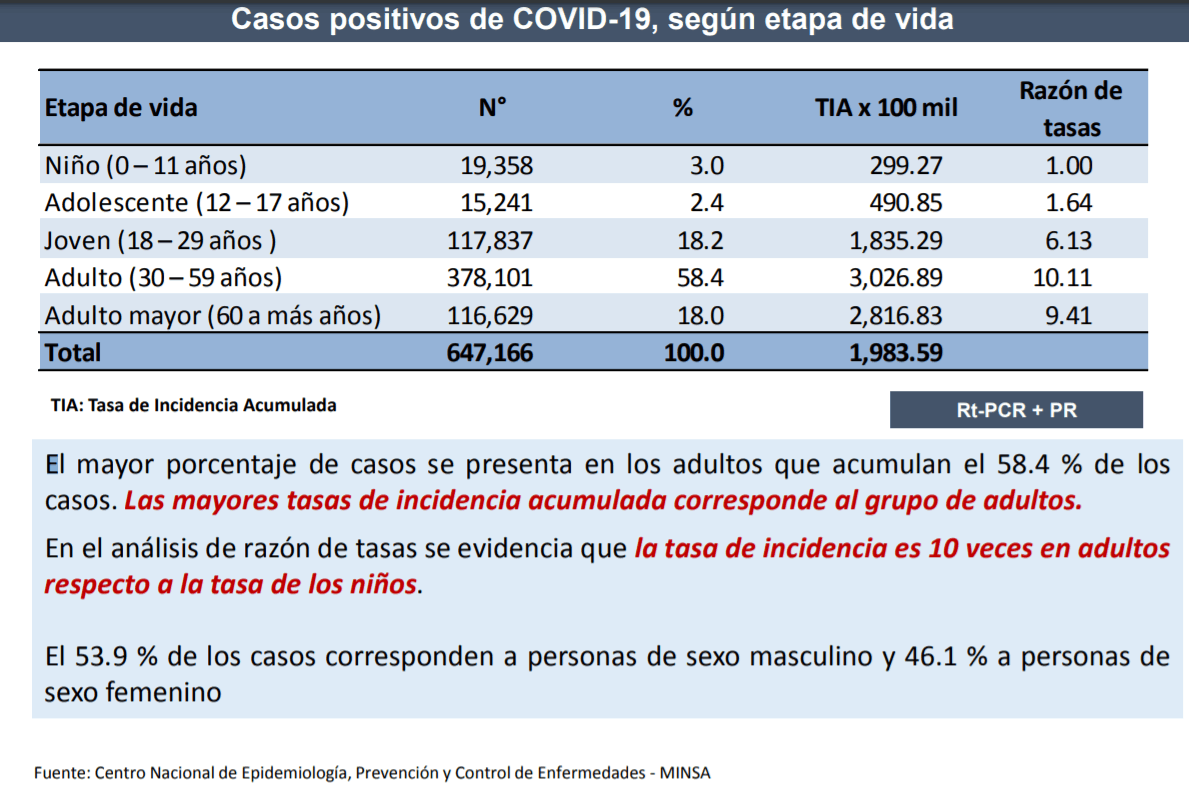 Casos positivos de COVID-19, según etapa de vida
Etapa de vida N° % TIA x 100 mil Razón de tasas
Niño (0 – 11 años) 19,358 3.0 299.27 1.00
Adolescente (12 – 17 años) 15,241 2.4 490.85 1.64
Joven (18 – 29 años ) 117,837 18.2 1,835.29 6.13
Adulto (30 – 59 años) 378,101 58.4 3,026.89 10.11
Adulto mayor (60 a más años) 116,629 18.0 2,816.83 9.41
Total 647,166 100.0 1,983.59
TIA: Tasa de Incidencia Acumulada
Rt-PCR + PR
El mayor porcentaje de casos se presenta en los adultos que acumulan el 58.4 % de los
casos. Las mayores tasas de incidencia acumulada corresponde al grupo de adultos.
En el análisis de razón de tasas se evidencia que la tasa de incidencia es 10 veces en adultos
respecto a la tasa de los niños.
El 53.9 % de los casos corresponden a personas de sexo masculino y 46.1 % a personas de
sexo femenino
Fuente: Centro Nacional de Epidemiología, Prevención y Control de Enfermedades - MINSA